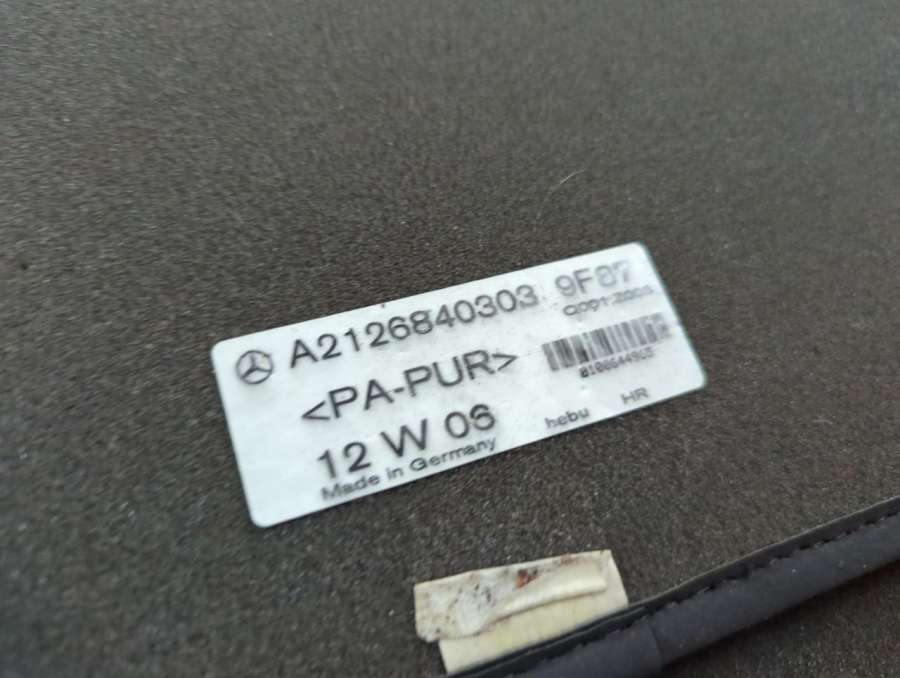 A2126840303 9F87
<PA-PUR>
12 W 06
hebu HR
Made in Germany